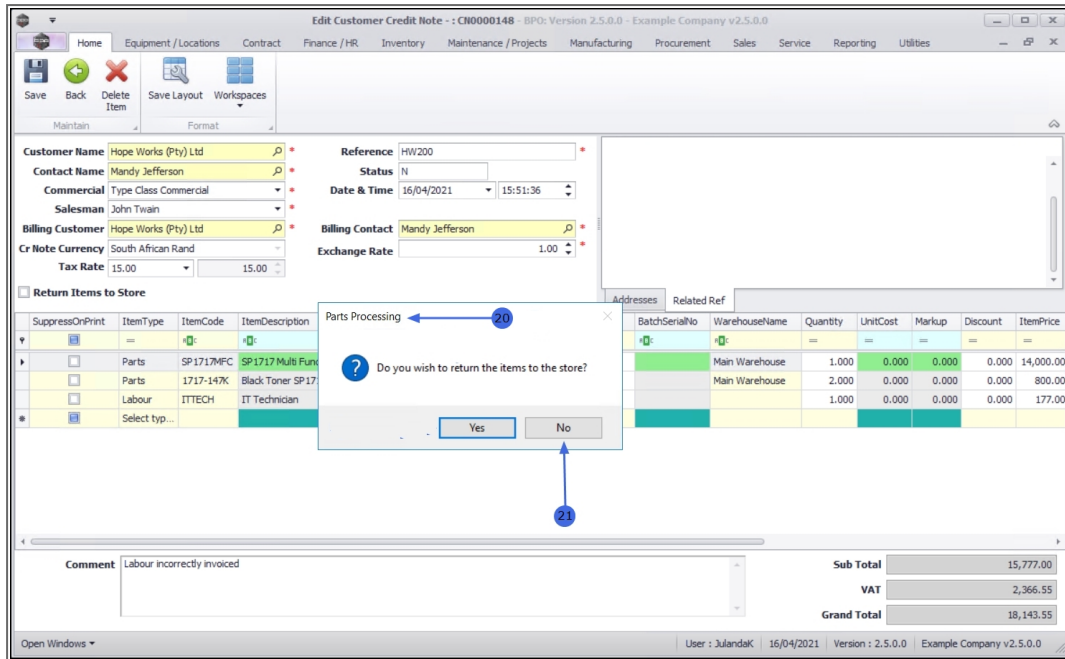 Edit Customer Credit Note - : CN0000148 - BPO: Version 2.5.0.0 - Example Company v2.5.0.0
Home Equipment / Locations Contract Finance / HR Inventory Maintenance / Projects Manufacturing Procurement Sales Service Reporting Utilities
Save Back Delete Item Save Layout Workspaces
Maintain Format
Customer Name Hope Works (Pty) Ltd * Reference HW200 *
Contact Name Mandy Jefferson * Status N
Commercial Type Class Commercial * Date & Time 16/04/2021 15:51:36
Salesman John Twain *
Billing Customer Hope Works (Pty) Ltd * Billing Contact Mandy Jefferson *
Cr Note Currency South African Rand Exchange Rate 1.00 *
Tax Rate 15.00 15.00
Return Items to Store
Addresses Related Ref
SuppressOnPrint ItemType ItemCode ItemDescription BatchSerialNo WarehouseName Quantity UnitCost Markup Discount ItemPrice
Parts SP1717MFC SP1717 Multi Func Main Warehouse 1.000 0.000 0.000 0.000 14,000.00
Parts 1717-147K Black Toner SP17 Main Warehouse 2.000 0.000 0.000 0.000 800.00
Labour ITTECH IT Technician 1.000 0.000 0.000 0.000 177.00
Select typ...
Parts Processing 20
Do you wish to return the items to the store?
Yes No
21
Comment Labour incorrectly invoiced
Sub Total 15,777.00
VAT 2,366.55
Grand Total 18,143.55
Open Windows User : JulandaK 16/04/2021 Version : 2.5.0.0 Example Company v2.5.0.0